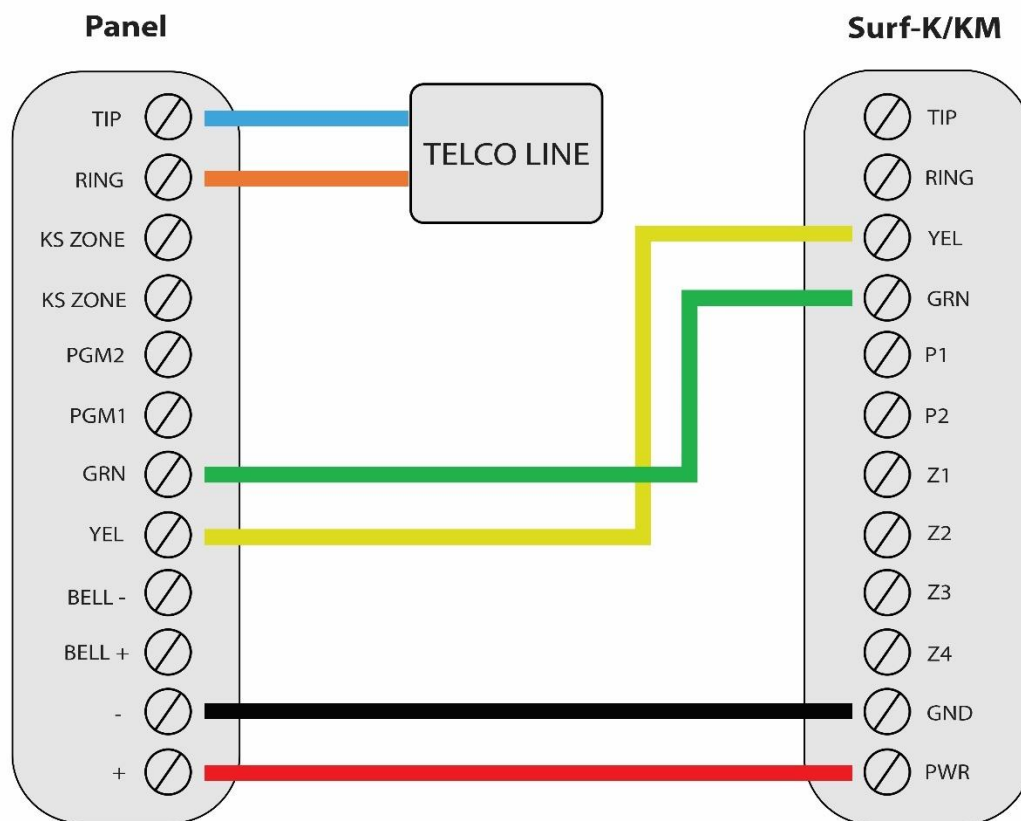 Panel
Surf-K/KM
TIP
RING
KS ZONE
KS ZONE
PGM2
PGM1
GRN
YEL
BELL -
BELL +
-
+
TELCO LINE
TIP
RING
YEL
GRN
P1
P2
Z1
Z2
Z3
Z4
GND
PWR